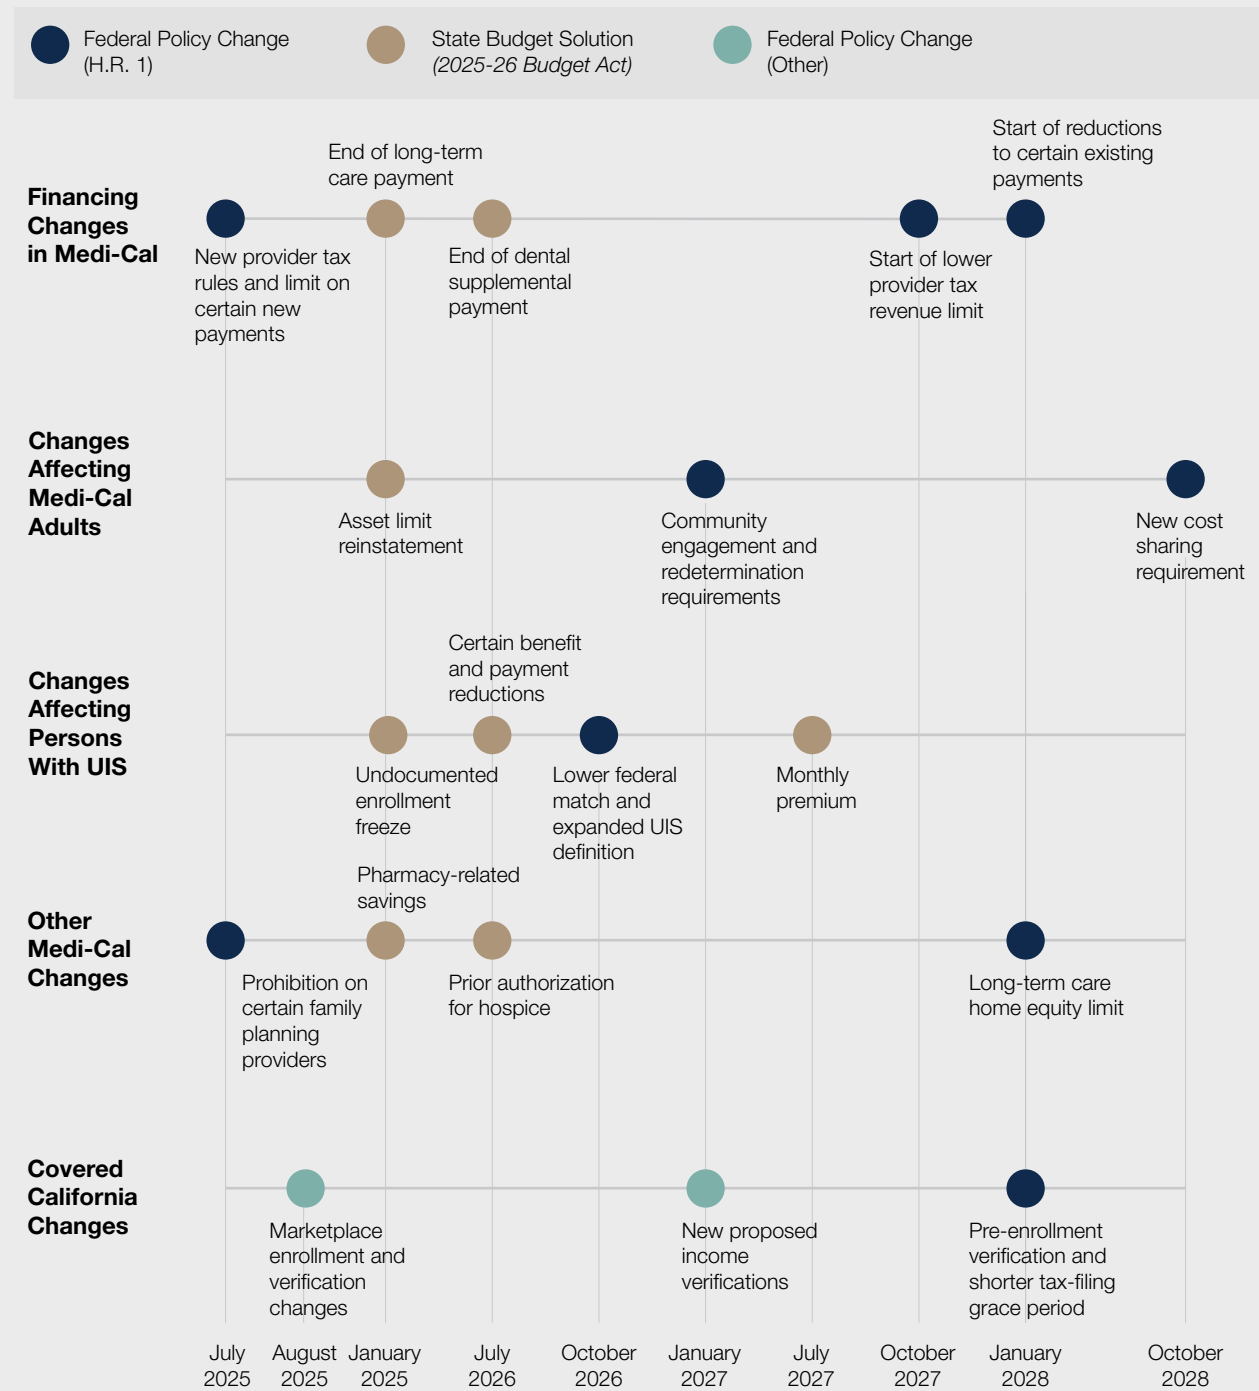 Federal Policy Change
(H.R. 1)
State Budget Solution
(2025-26 Budget Act)
Federal Policy Change
(Other)
Financing
Changes
in Medi-Cal
End of long-term
care payment
Start of reductions
to certain existing
payments
New provider tax
rules and limit on
certain new
payments
End of dental
supplemental
payment
Start of lower
provider tax
revenue limit
Changes
Affecting
Medi-Cal
Adults
Asset limit
reinstatement
Community
engagement and
redetermination
requirements
New cost
sharing
requirement
Changes
Affecting
Persons
With UIS
Certain benefit
and payment
reductions
Undocumented
enrollment
freeze
Lower federal
match and
expanded UIS
definition
Monthly
premium
Other
Medi-Cal
Changes
Pharmacy-related
savings
Prohibition on
certain family
planning
providers
Prior authorization
for hospice
Long-term care
home equity limit
Covered
California
Changes
Marketplace
enrollment and
verification
changes
New proposed
income
verifications
Pre-enrollment
verification and
shorter tax-filing
grace period
July
2025
August
2025
January
2025
July
2026
October
2026
January
2027
July
2027
October
2027
January
2028
October
2028